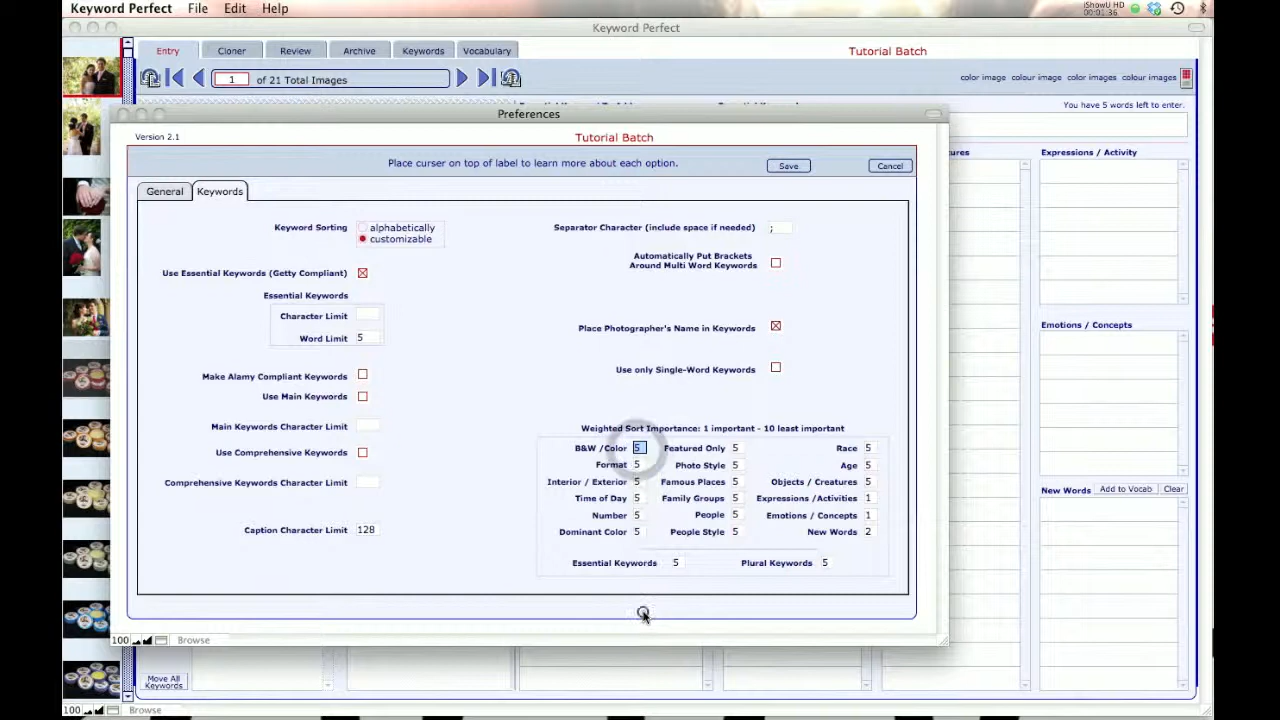 Keyword Perfect File Edit Help
iShowU HD
00:01:36
Keyword Perfect
Entry Cloner Review Archive Keywords Vocabulary Tutorial Batch
1 of 21 Total Images
color image colour image color images colour images
You have 5 words left to enter.
Preferences
Version 2.1
Tutorial Batch
Place curser on top of label to learn more about each option.
Save Cancel
General Keywords
Keyword Sorting
alphabetically
customizable
Use Essential Keywords (Getty Compliant)
Essential Keywords
Character Limit
Word Limit 5
Make Alamy Compliant Keywords
Use Main Keywords
Main Keywords Character Limit
Use Comprehensive Keywords
Comprehensive Keywords Character Limit
Caption Character Limit 128
Separator Character (include space if needed) ;
Automatically Put Brackets
Around Multi Word Keywords
Place Photographer's Name in Keywords
Use only Single-Word Keywords
Weighted Sort Importance: 1 important - 10 least important
B&W /Color 5 Featured Only 5 Race 5
Format 5 Photo Style 5 Age 5
Interior / Exterior 5 Famous Places 5 Objects / Creatures 5
Time of Day 5 Family Groups 5 Expressions /Activities 1
Number 5 People 5 Emotions / Concepts 1
Dominant Color 5 People Style 5 New Words 2
Essential Keywords 5 Plural Keywords 5
100 Browse
ures
Expressions / Activity
Emotions / Concepts
New Words Add to Vocab Clear
Move All
Keywords
100 Browse